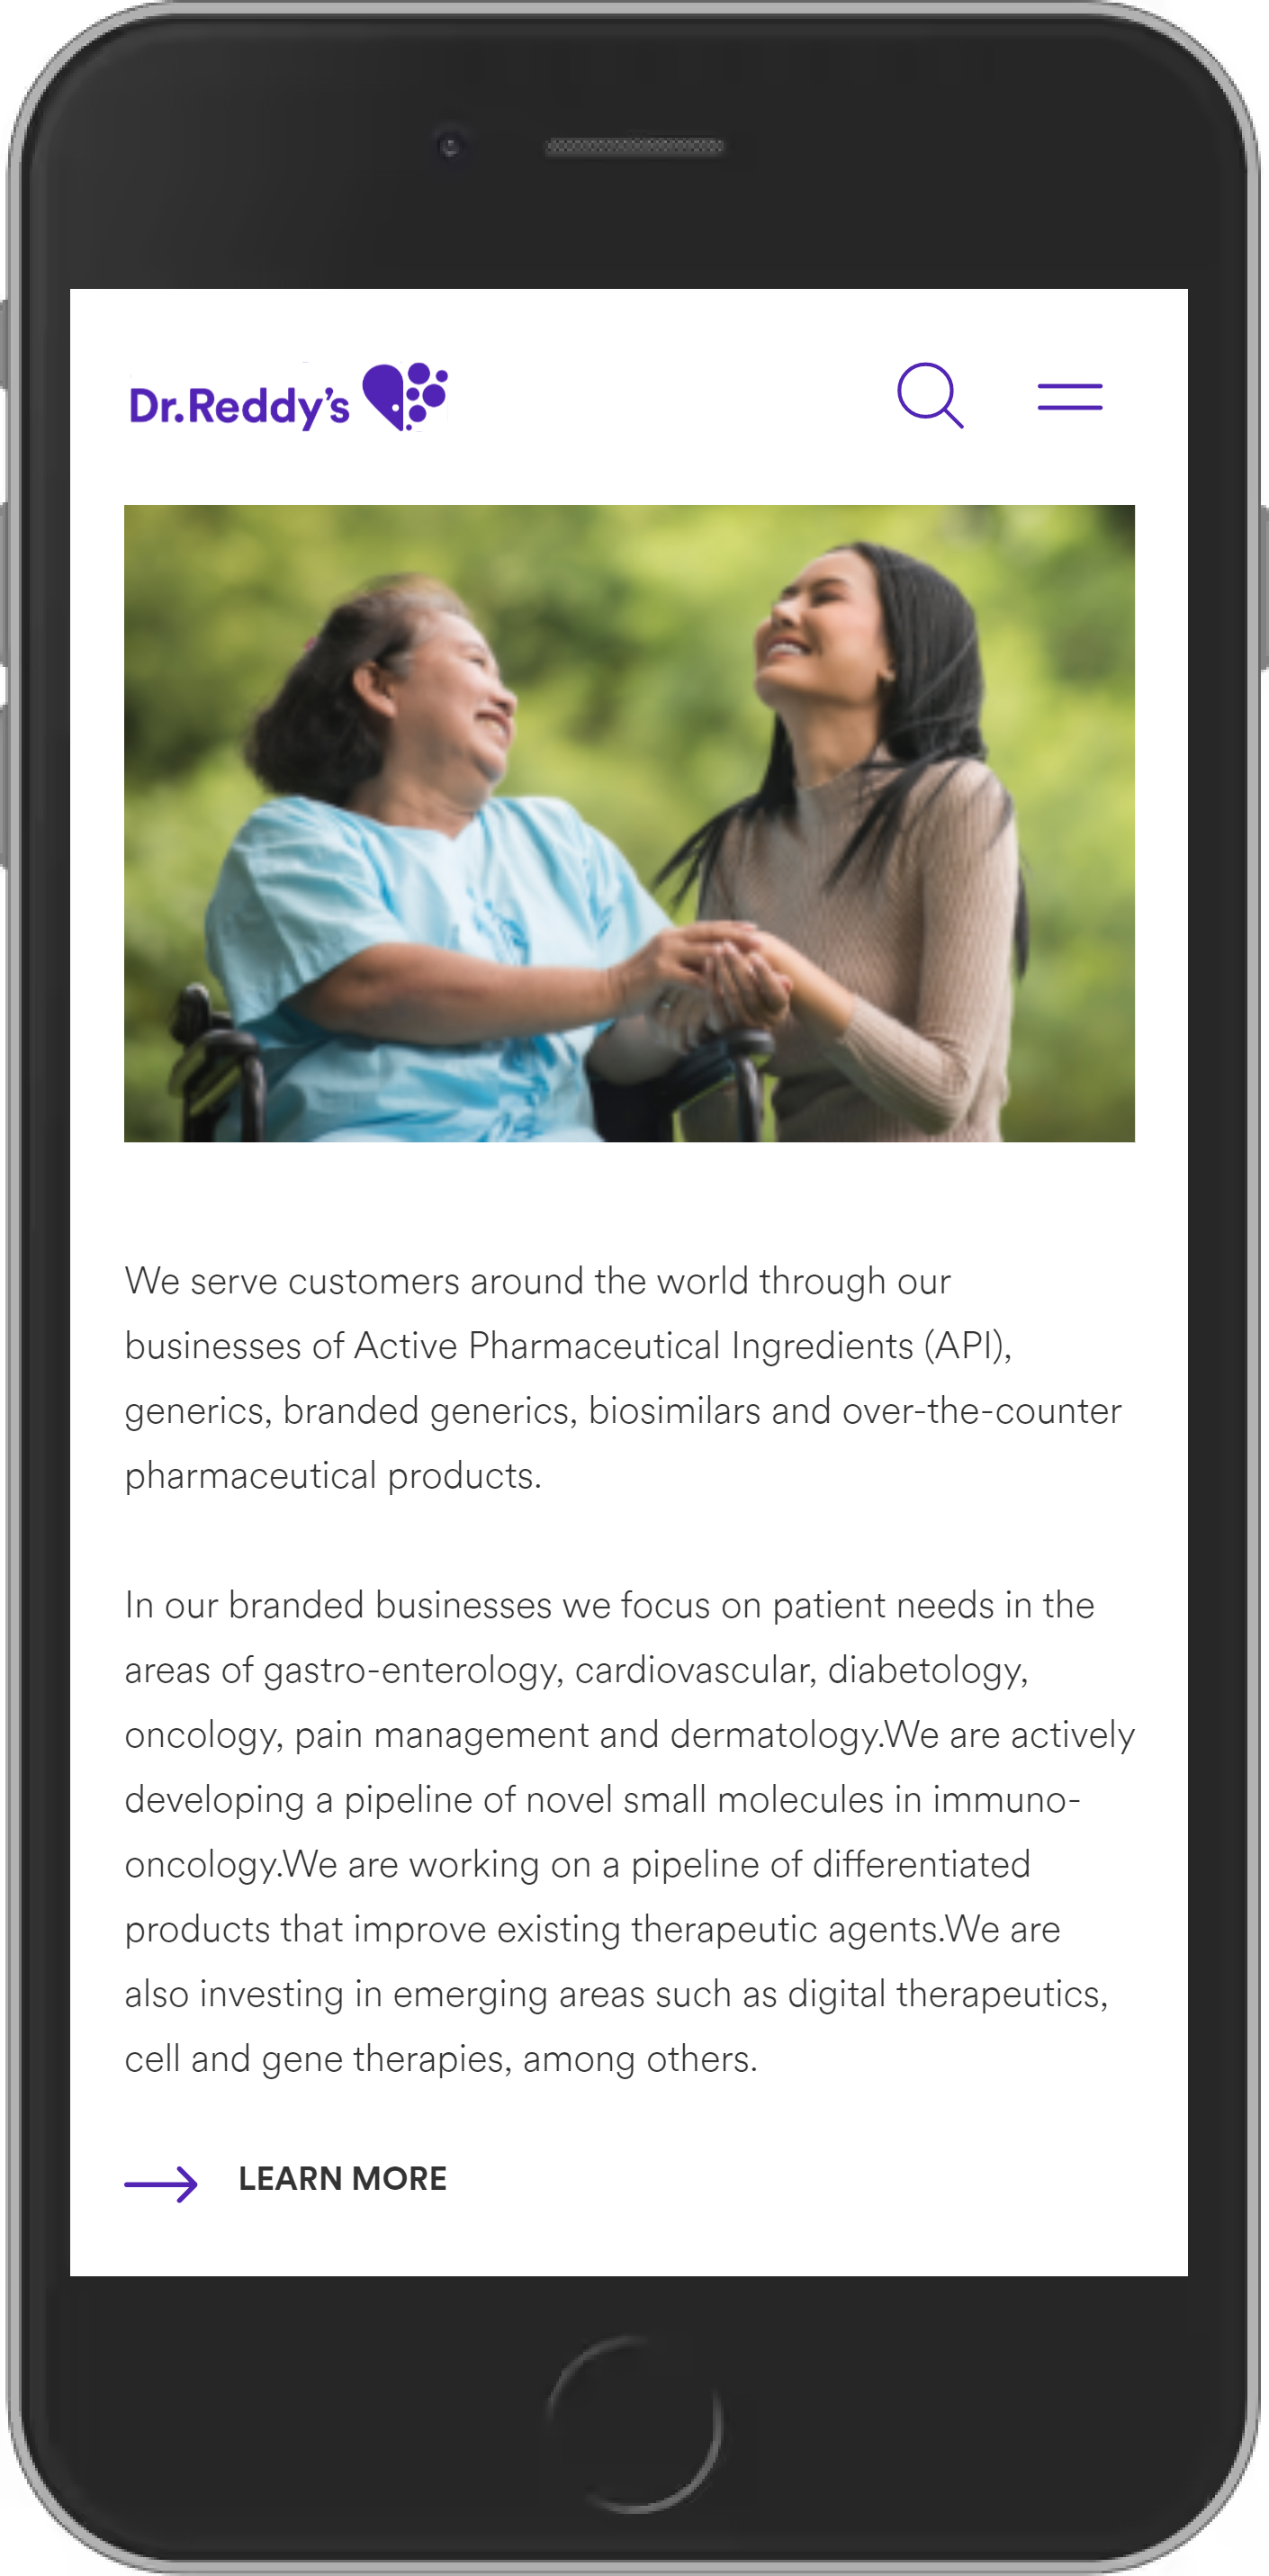 Dr.Reddy's
We serve customers around the world through our
businesses of Active Pharmaceutical Ingredients (API),
generics, branded generics, biosimilars and over-the-counter
pharmaceutical products.
In our branded businesses we focus on patient needs in the
areas of gastro-enterology, cardiovascular, diabetology,
oncology, pain management and dermatology.We are actively
developing a pipeline of novel small molecules in immuno-
oncology.We are working on a pipeline of differentiated
products that improve existing therapeutic agents.We are
also investing in emerging areas such as digital therapeutics,
cell and gene therapies, among others.
LEARN MORE